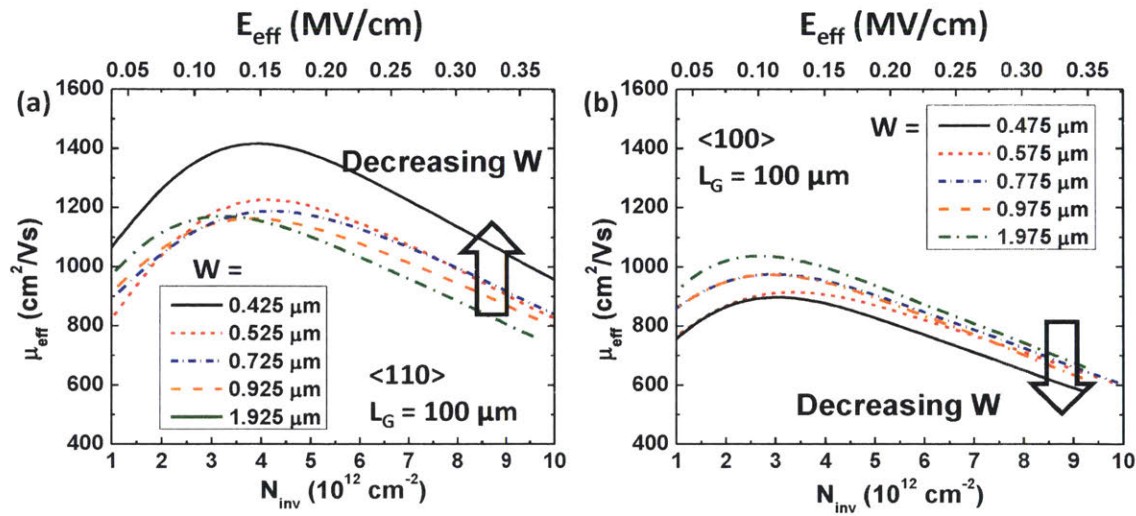 E_eff (MV/cm)
0.05 0.10 0.15 0.20 0.25 0.30 0.35
(a)
1600
1400
1200
1000
800
600
400
μ_eff (cm²/Vs)
Decreasing W
W =
0.425 μm
0.525 μm
0.725 μm
0.925 μm
1.925 μm
<110>
L_G = 100 μm
1 2 3 4 5 6 7 8 9 10
N_inv (10¹² cm⁻²)
E_eff (MV/cm)
0.05 0.10 0.15 0.20 0.25 0.30 0.35
(b)
1600
1400
1200
1000
800
600
400
<100>
L_G = 100 μm
W =
0.475 μm
0.575 μm
0.775 μm
0.975 μm
1.975 μm
Decreasing W
1 2 3 4 5 6 7 8 9 10
N_inv (10¹² cm⁻²)